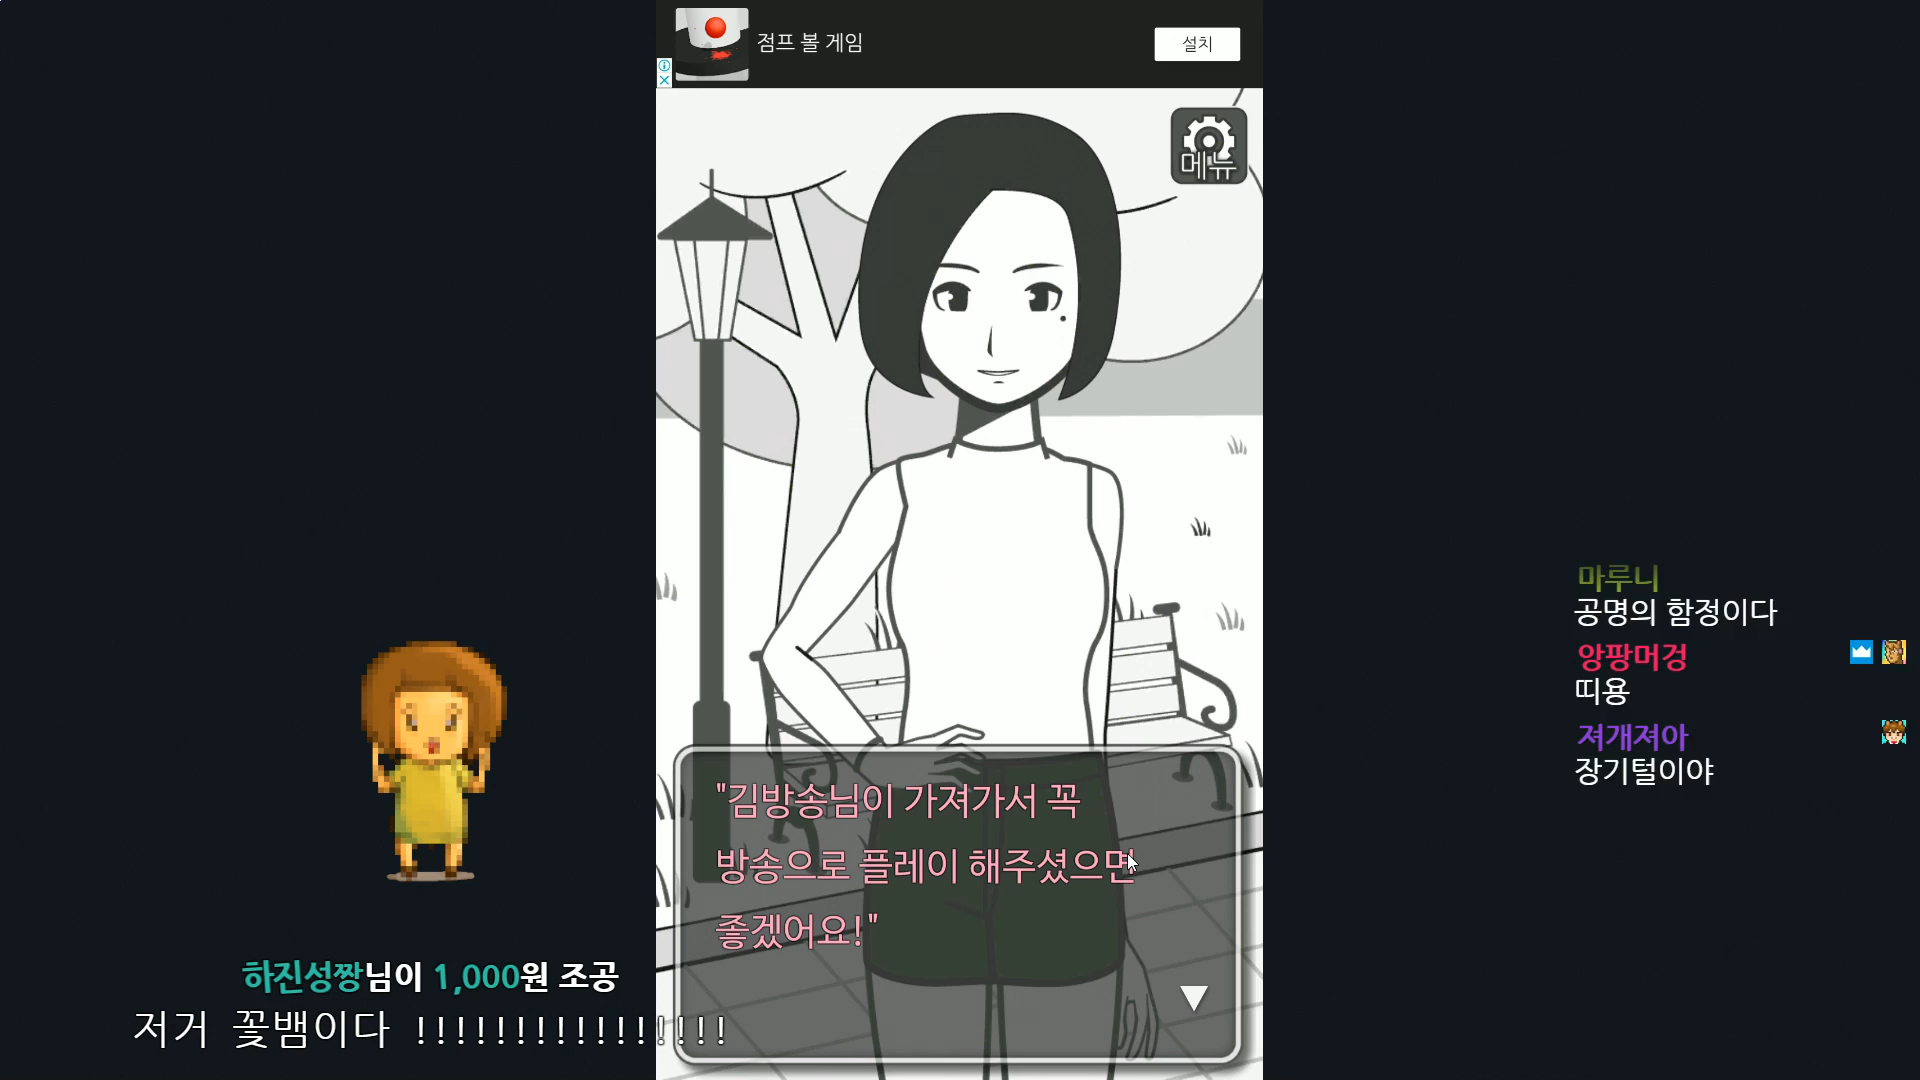 점프 볼 게임
설치
메뉴
"김방송님이 가져가서 꼭
방송으로 플레이 해주셨으면
좋겠어요!"
하진성짱님이 1,000원 조공
저거 꽃뱀이다 !!!!!!!!!!!!!!!!
마루니
공명의 함정이다
앙팡머겅
띠용
져개져아
장기털이야